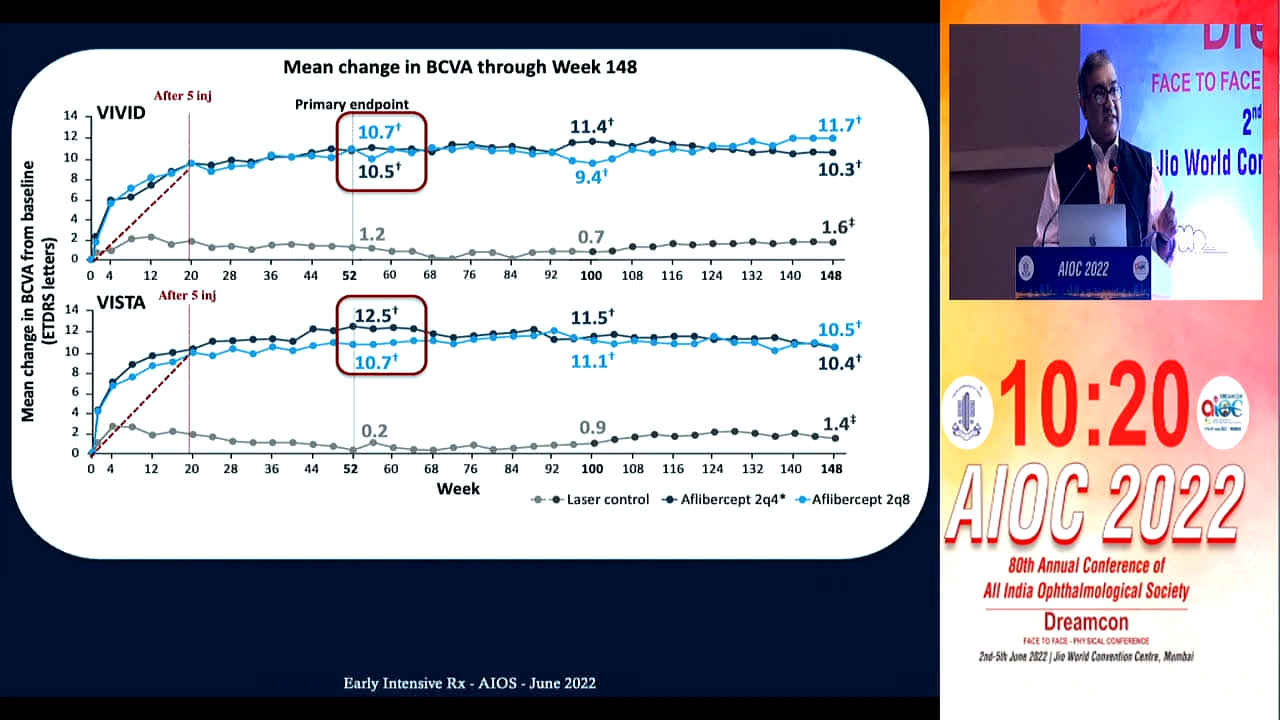 Mean change in BCVA through Week 148
After 5 inj
Primary endpoint
VIVID
Mean change in BCVA from baseline
(ETDRS letters)
14
12
10
8
6
4
2
0
10.7†
10.5†
11.4†
9.4†
11.7†
10.3†
1.2
0.7
1.6‡
0 4 12 20 28 36 44 52 60 68 76 84 92 100 108 116 124 132 140 148
VISTA
After 5 inj
14
12
10
8
6
4
2
0
12.5†
10.7†
11.5†
11.1†
10.5†
10.4†
0.2
0.9
1.4‡
0 4 12 20 28 36 44 52 60 68 76 84 92 100 108 116 124 132 140 148
Week
Laser control Aflibercept 2q4* Aflibercept 2q8
Early Intensive Rx - AIOS - June 2022
Dre
FACE TO FACE
2nd
Jio World Con
AIOC 2022
10:20
AIOC 2022
80th Annual Conference of
All India Ophthalmological Society
Dreamcon
FACE TO FACE - PHYSICAL CONFERENCE
2nd-5th June 2022 | Jio World Convention Centre, Mumbai